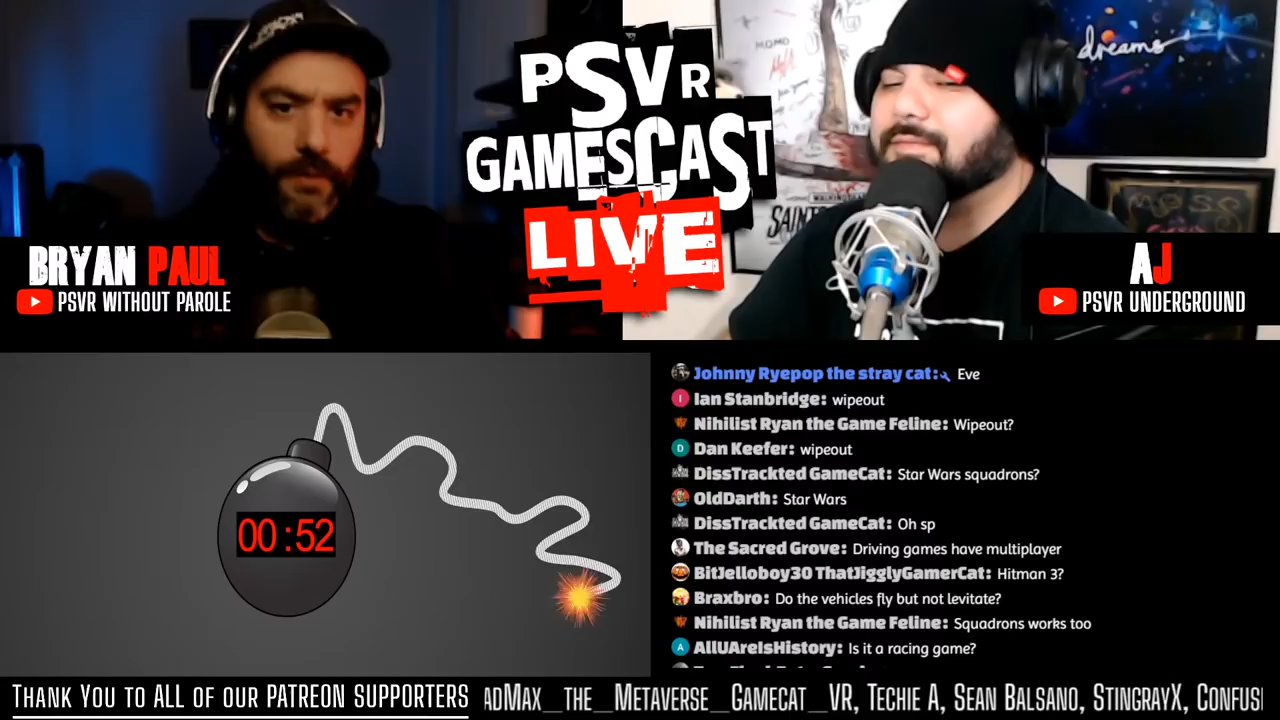 PSVR
GAMESCAST
LIVE
dreams
MOMO
BRYAN PAUL
PSVR WITHOUT PAROLE
AJ
PSVR UNDERGROUND
00:52
Johnny Ryepop the stray cat: Eve
Ian Stanbridge: wipeout
Nihilist Ryan the Game Feline: Wipeout?
Dan Keefer: wipeout
DissTrackted GameCat: Star Wars squadrons?
OldDarth: Star Wars
DissTrackted GameCat: Oh sp
The Sacred Grove: Driving games have multiplayer
BitJelloboy30 ThatJigglyGamerCat: Hitman 3?
Braxbro: Do the vehicles fly but not levitate?
Nihilist Ryan the Game Feline: Squadrons works too
AllUAreIsHistory: Is it a racing game?
THANK YOU TO ALL OF OUR PATREON SUPPORTERS
ADMAX_THE_METAVERSE_GAMECAT_VR, TECHIE A, SEAN BALSANO, STINGRAYX, CONFUS